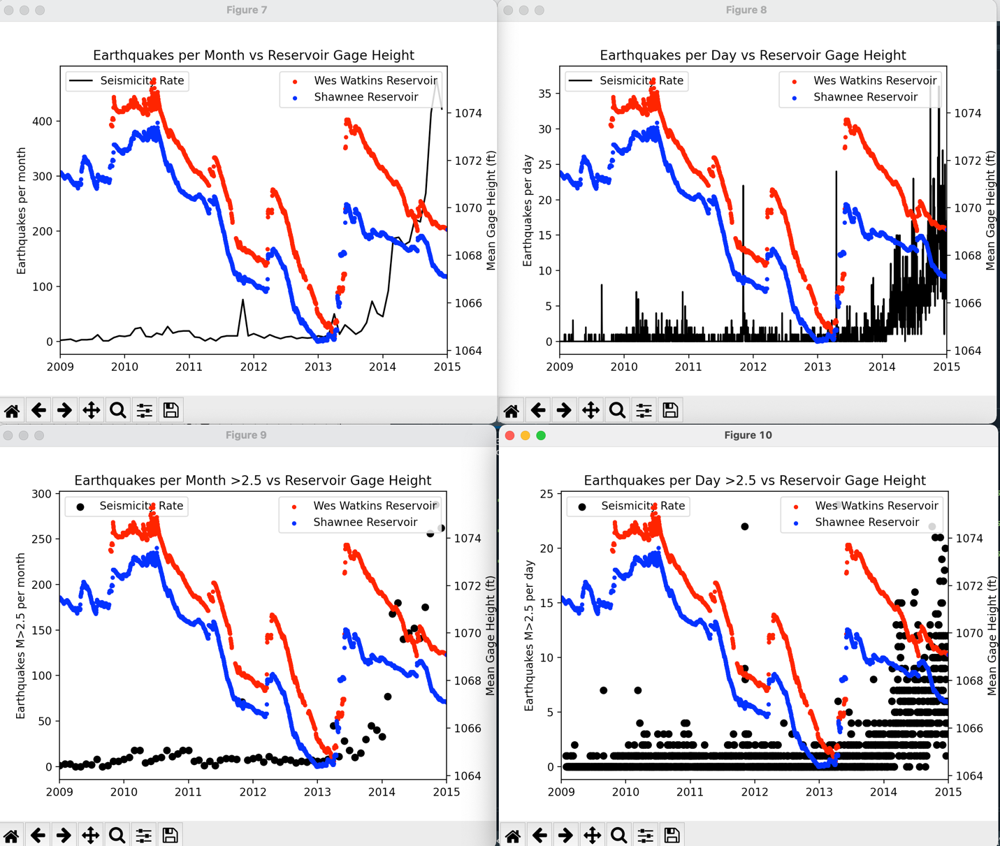 Figure 7
Earthquakes per Month vs Reservoir Gage Height
Seismicity Rate
Wes Watkins Reservoir
Shawnee Reservoir
400
300
200
100
0
Earthquakes per month
1074
1072
1070
1068
1066
1064
Mean Gage Height (ft)
2009 2010 2011 2012 2013 2014 2015
Figure 8
Earthquakes per Day vs Reservoir Gage Height
Seismicity Rate
Wes Watkins Reservoir
Shawnee Reservoir
35
30
25
20
15
10
5
0
Earthquakes per day
1074
1072
1070
1068
1066
1064
Mean Gage Height (ft)
2009 2010 2011 2012 2013 2014 2015
Figure 9
Earthquakes per Month >2.5 vs Reservoir Gage Height
Seismicity Rate
Wes Watkins Reservoir
Shawnee Reservoir
300
250
200
150
100
50
0
Earthquakes M>2.5 per month
1074
1072
1070
1068
1066
1064
Mean Gage Height (ft)
2009 2010 2011 2012 2013 2014 2015
Figure 10
Earthquakes per Day >2.5 vs Reservoir Gage Height
Seismicity Rate
Wes Watkins Reservoir
Shawnee Reservoir
25
20
15
10
5
0
Earthquakes M>2.5 per day
1074
1072
1070
1068
1066
1064
Mean Gage Height (ft)
2009 2010 2011 2012 2013 2014 2015